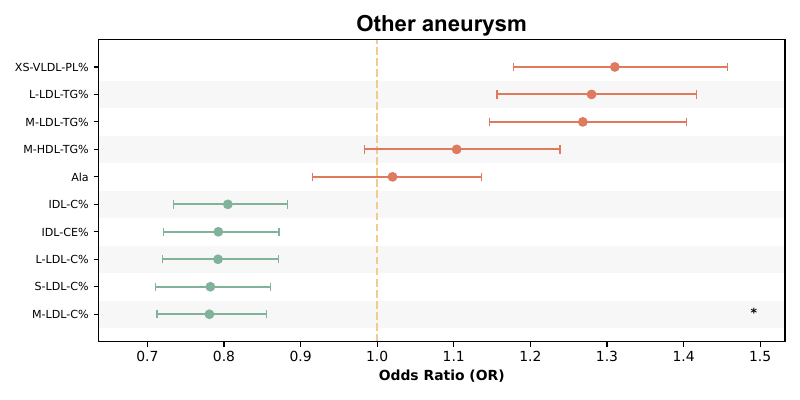 Other aneurysm
XS-VLDL-PL%
L-LDL-TG%
M-LDL-TG%
M-HDL-TG%
Ala
IDL-C%
IDL-CE%
L-LDL-C%
S-LDL-C%
M-LDL-C% *
0.7 0.8 0.9 1.0 1.1 1.2 1.3 1.4 1.5
Odds Ratio (OR)